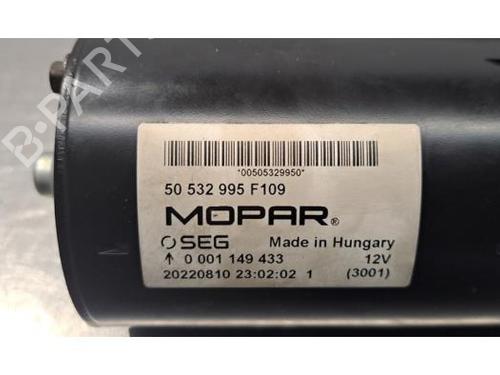 B-PARTS
*00505329950*
50 532 995 F109
MOPAR®
SEG Made in Hungary
↑ 0 001 149 433 12V
20220810 23:02:02 1 (3001)